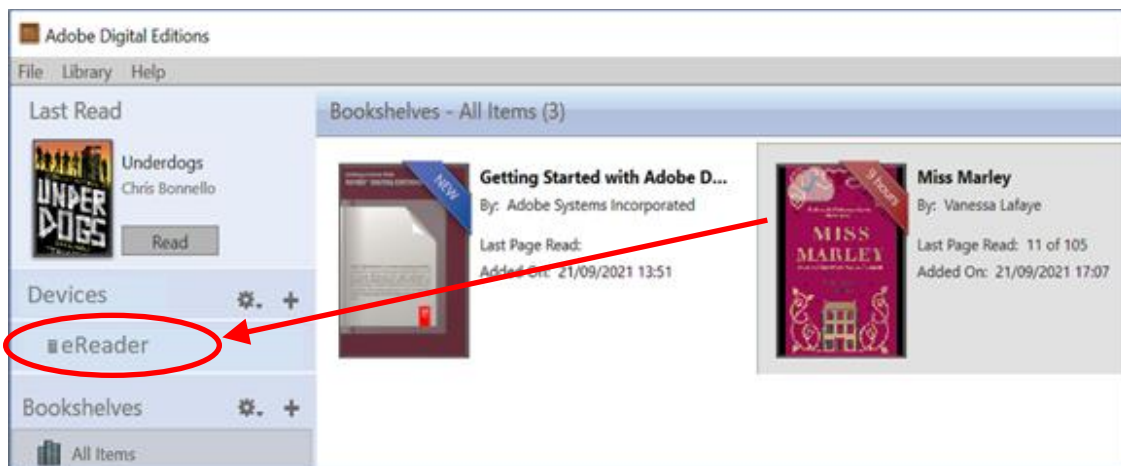 Adobe Digital Editions
File Library Help
Last Read
Underdogs
Chris Bonnello
UNDER
DOGS
Read
Devices
eReader
Bookshelves
All Items
Bookshelves - All Items (3)
NEW
Getting Started with Adobe D...
By: Adobe Systems Incorporated
Last Page Read:
Added On: 21/09/2021 13:51
9 hours
MISS
MARLEY
Miss Marley
By: Vanessa Lafaye
Last Page Read: 11 of 105
Added On: 21/09/2021 17:07